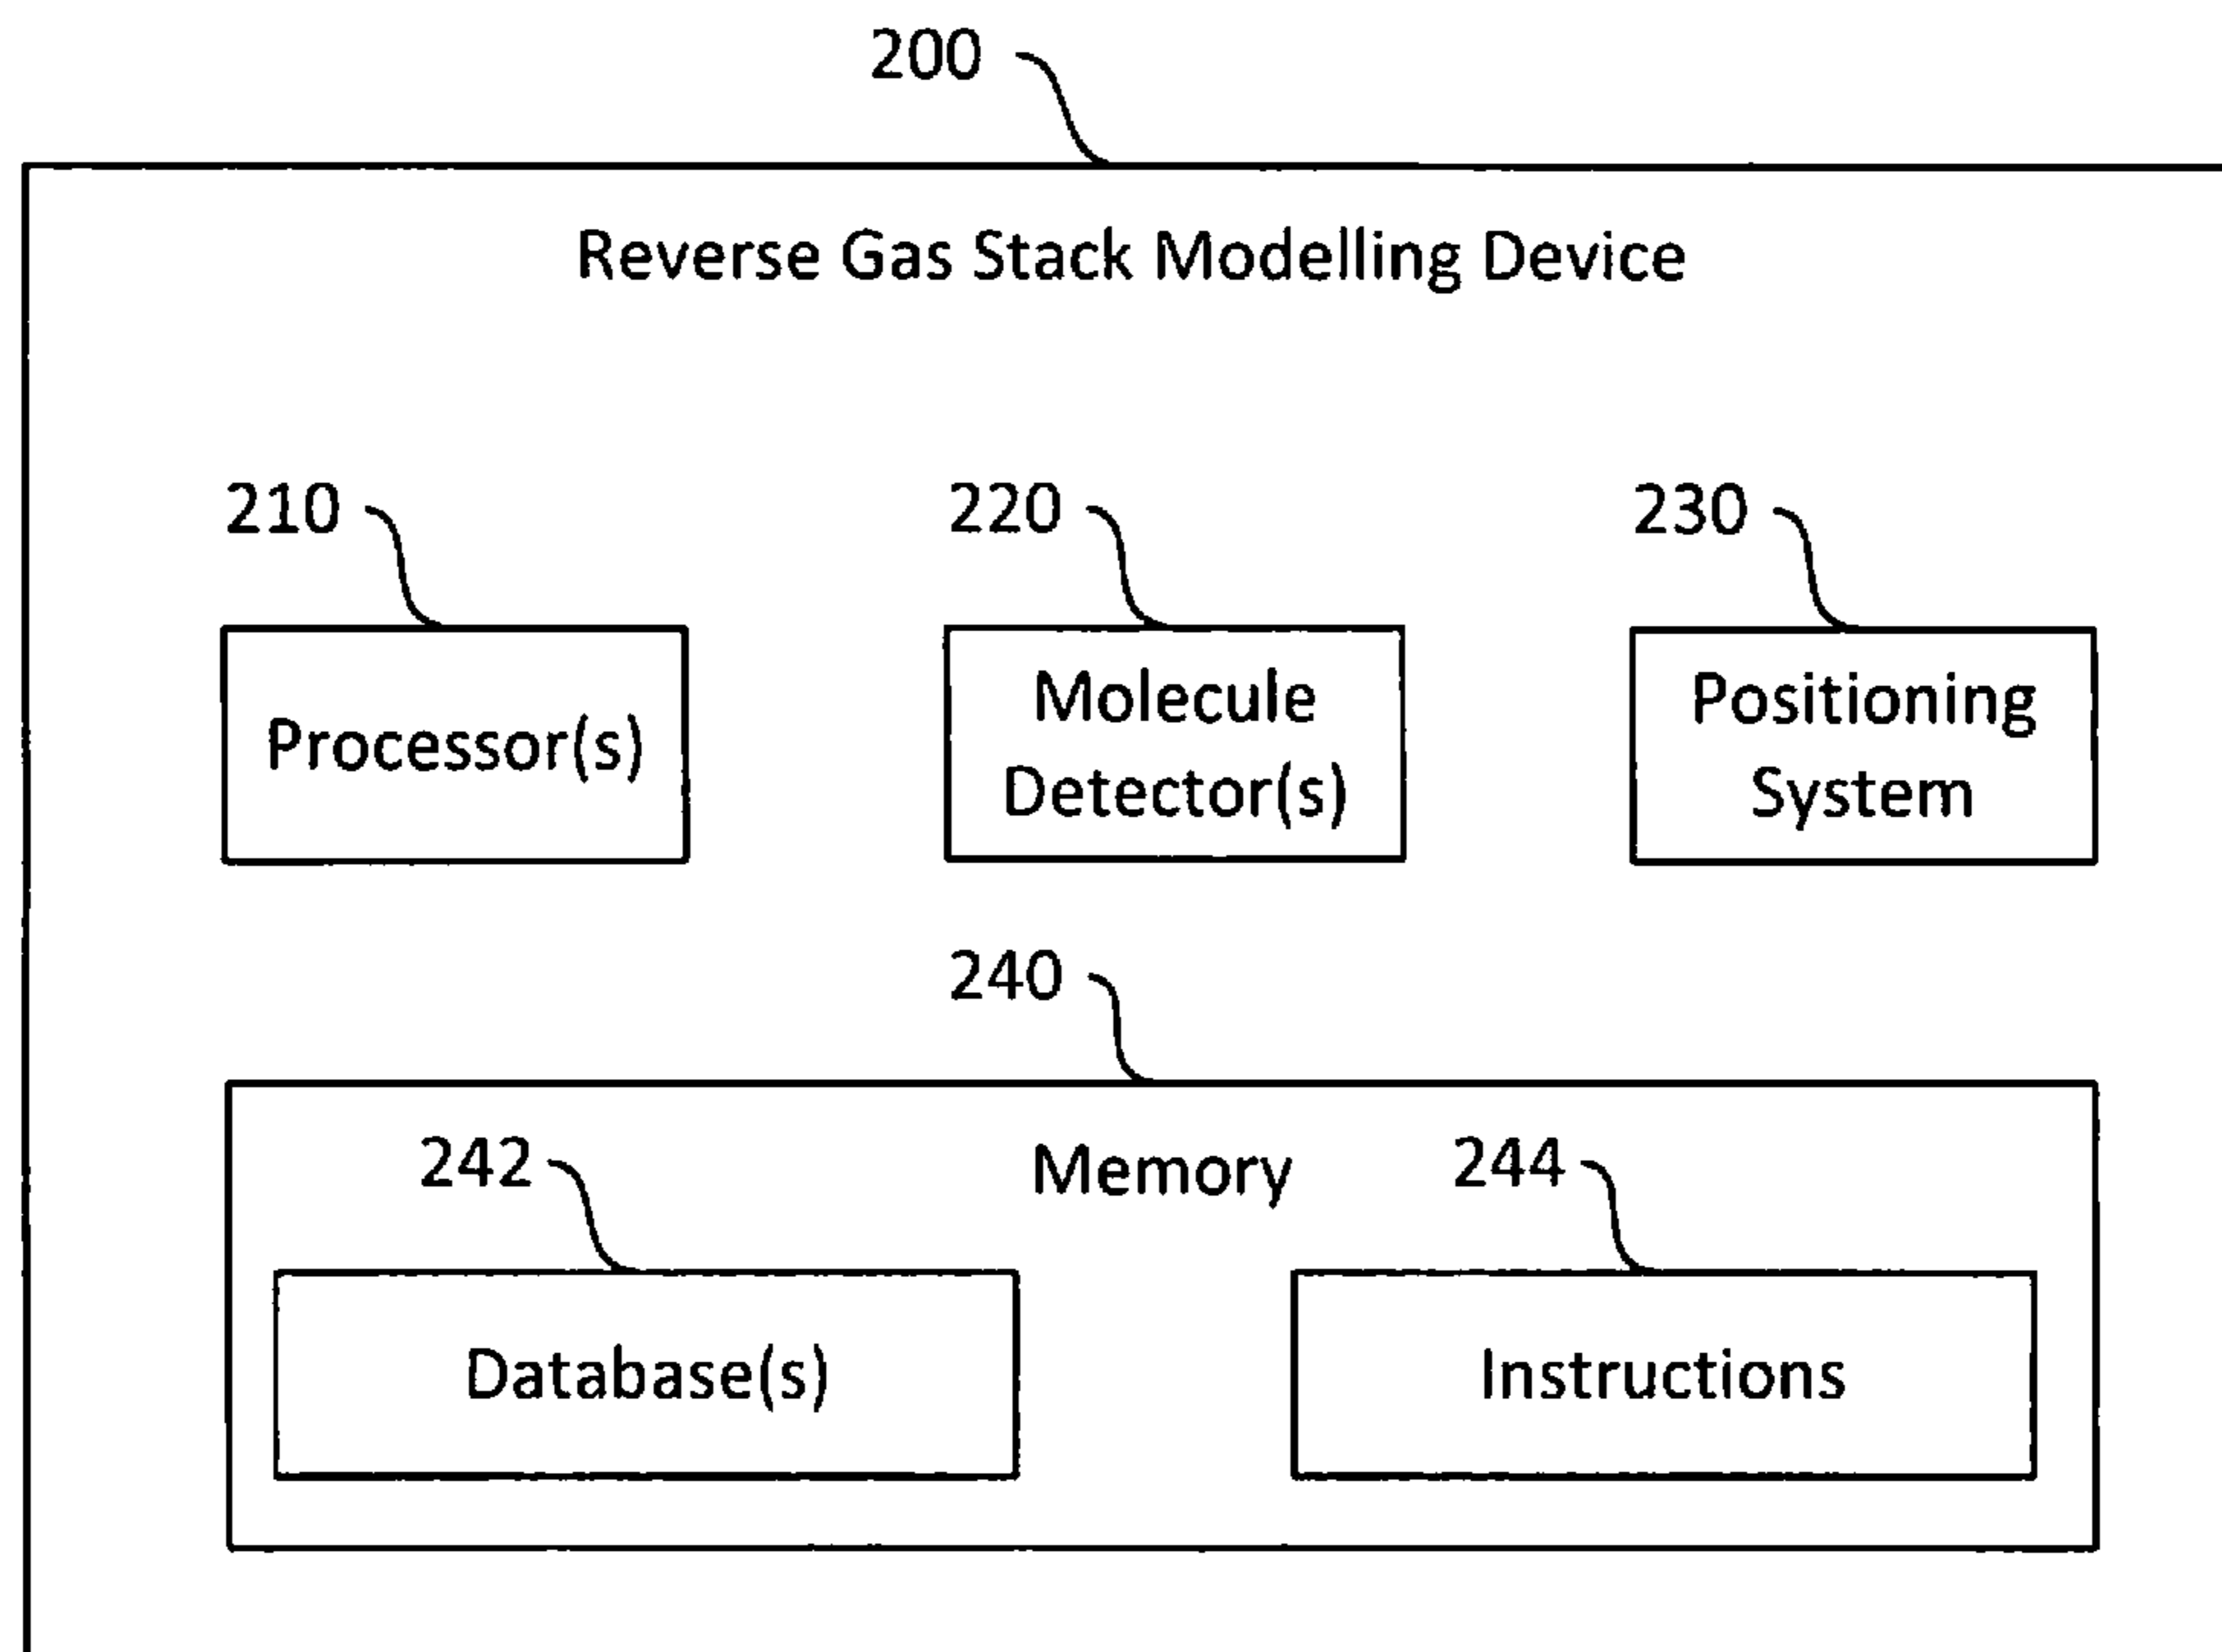 200
Reverse Gas Stack Modelling Device
210
220
230
Processor(s)
Molecule
Detector(s)
Positioning
System
240
242
Memory
244
Database(s)
Instructions